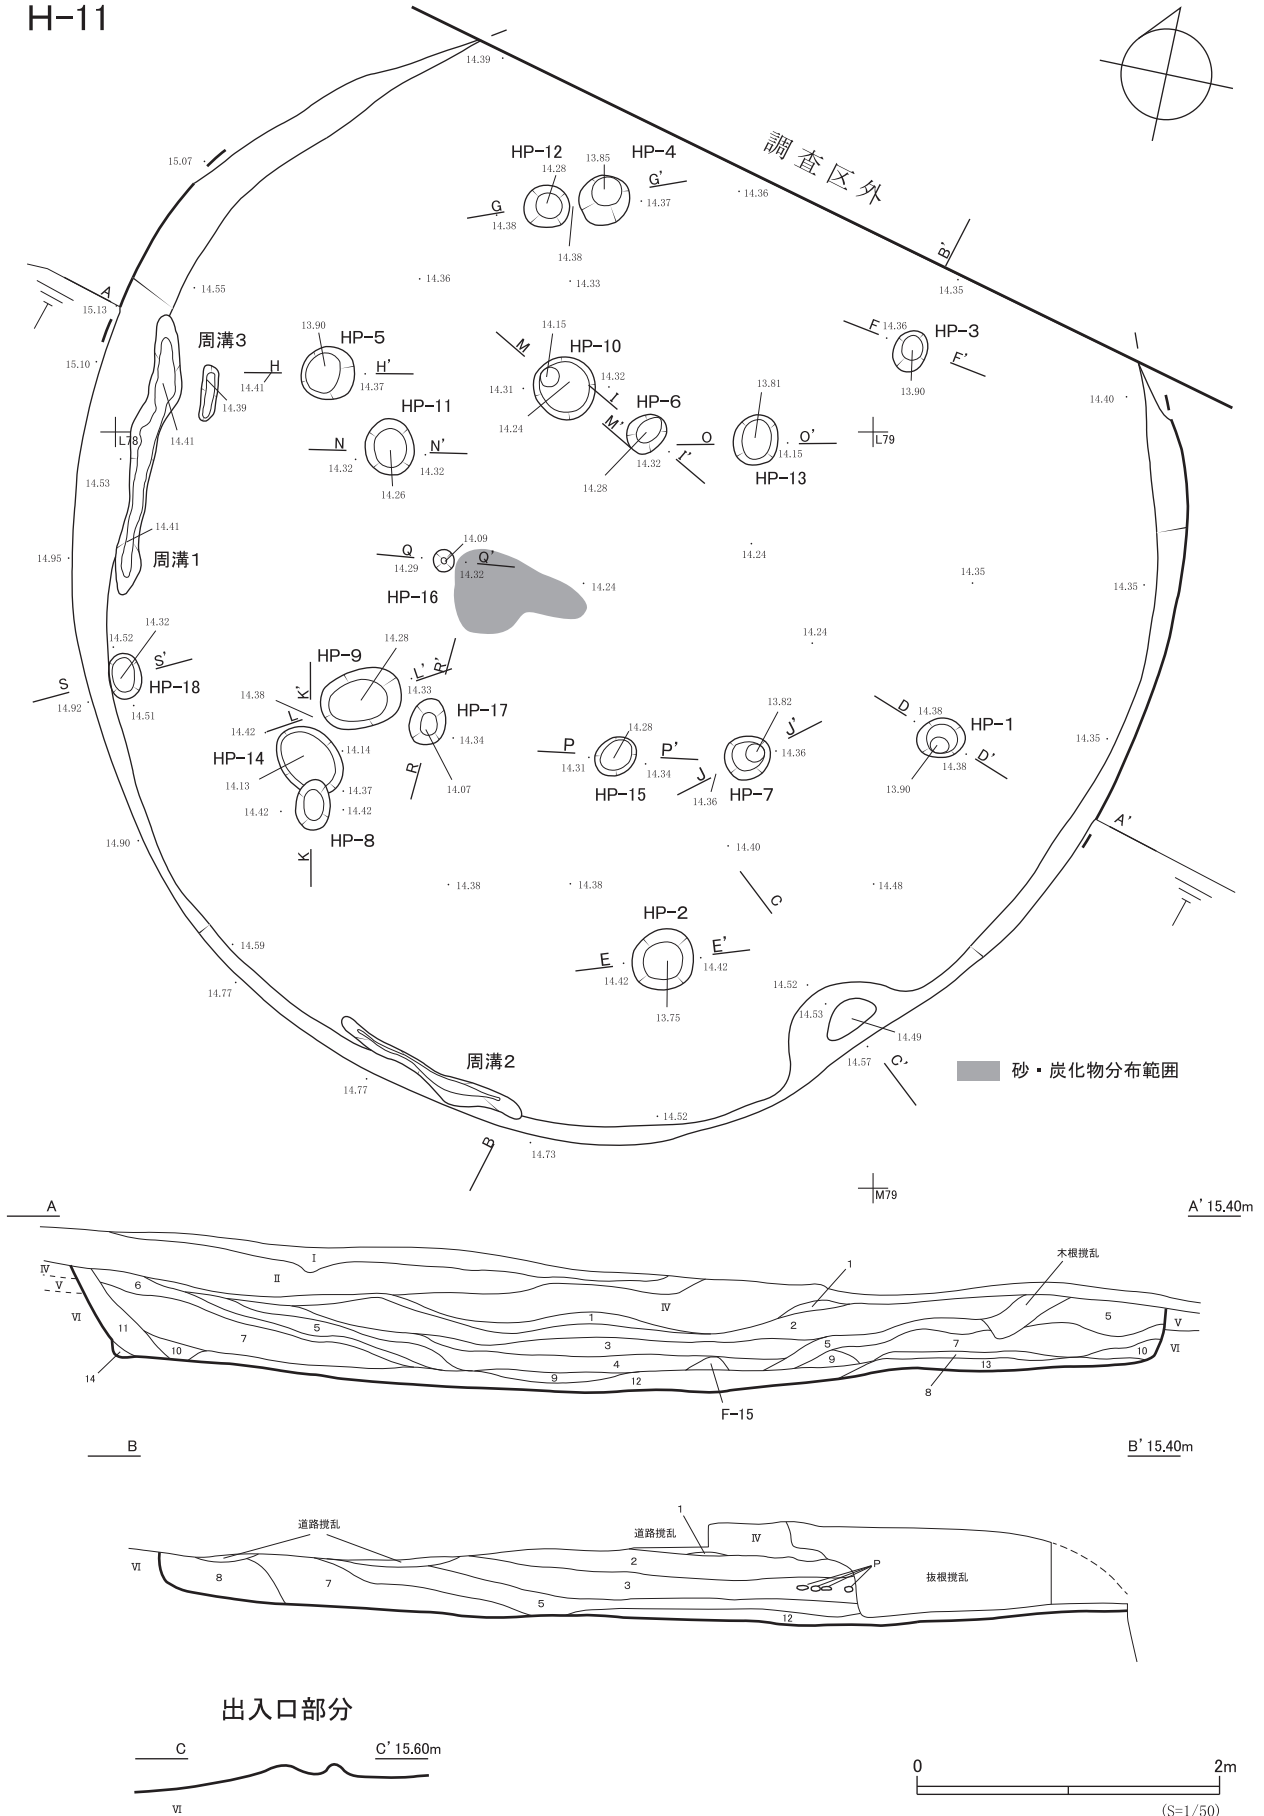 H-11
14.39
調査区外
15.07
HP-12
14.28
13.85
HP-4
G'
14.37
14.36
G
14.38
14.38
B'
14.36
14.33
14.35
A
15.13
14.55
15.10
周溝3
13.90
HP-5
H
14.41
H'
14.37
14.39
M
14.15
HP-10
14.31
14.32
I
14.24
F
14.36
HP-3
F'
13.90
14.40
L78
14.41
HP-11
N
14.32
N'
14.32
14.26
M'
HP-6
14.32
I'
14.28
13.81
O
O'
14.15
HP-13
L79
14.53
14.41
周溝1
14.95
Q
14.29
14.09
Q'
14.32
HP-16
14.24
14.24
14.35
14.35
14.32
14.52
S'
HP-18
S
14.92
14.51
14.28
HP-9
K'
L'
R'
14.33
14.38
L
14.42
HP-17
14.34
14.07
R
14.24
HP-14
14.14
14.13
14.37
14.42
14.42
HP-8
K
14.28
P
14.31
P'
14.34
HP-15
13.82
J'
14.36
J
14.36
HP-7
D
14.38
HP-1
14.38
D'
13.90
14.35
A'
14.90
14.40
14.38
14.38
14.48
C
HP-2
E
14.42
E'
14.42
13.75
14.59
14.77
14.52
14.53
14.49
14.57
C'
周溝2
14.77
14.52
14.73
B
砂・炭化物分布範囲
M79
A
A' 15.40m
木根撹乱
Ⅰ
Ⅱ
Ⅳ
Ⅴ
Ⅵ
6
11
7
5
10
14
1
Ⅳ
1
2
3
4
9
12
F-15
5
9
7
8
13
5
10
Ⅴ
Ⅵ
B
B' 15.40m
道路撹乱
道路撹乱
1
Ⅳ
Ⅵ
8
7
2
3
5
12
P
抜根撹乱
出入口部分
C
C' 15.60m
Ⅵ
0
2m
(S=1/50)